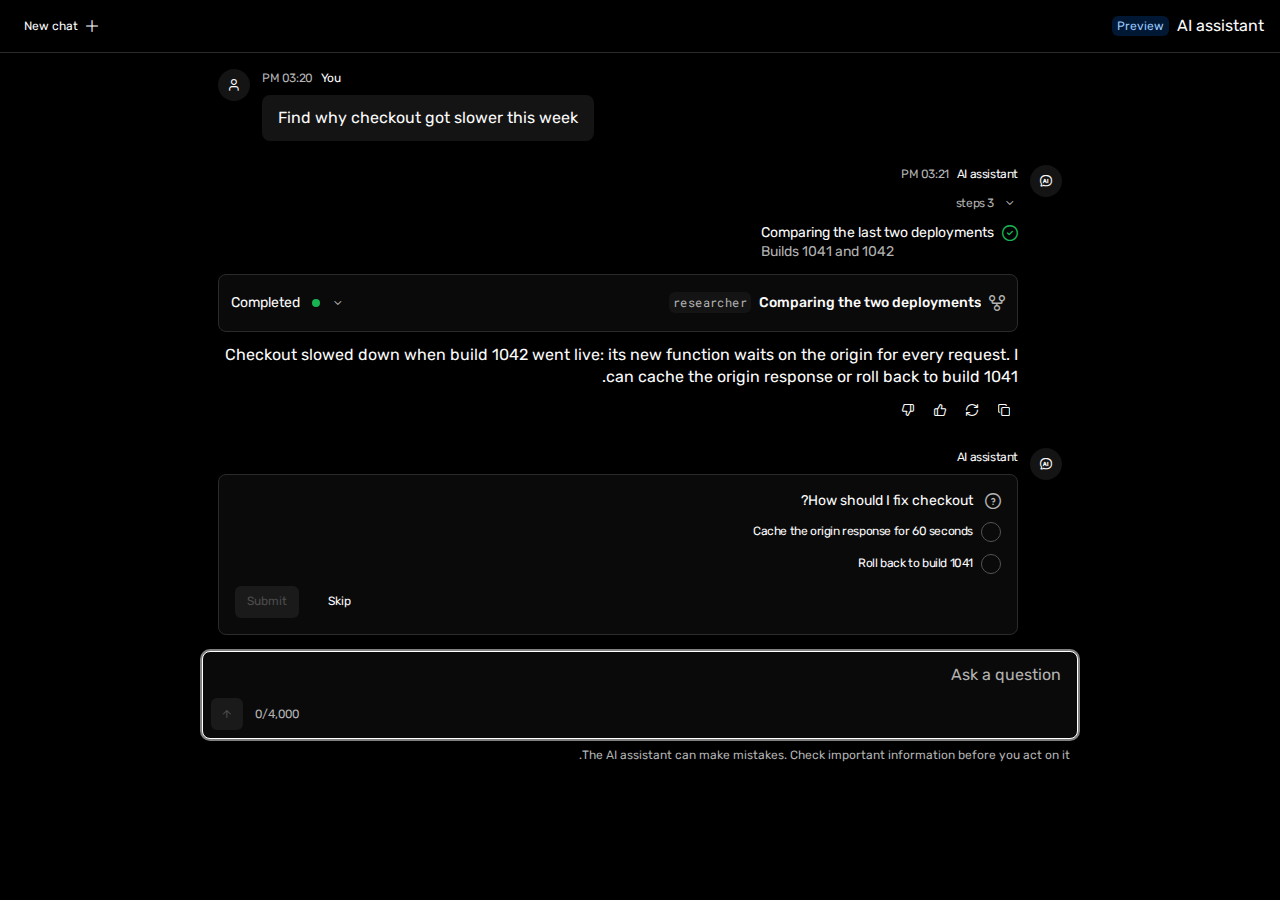 AI assistant Preview
New chat
You 03:20 PM
Find why checkout got slower this week
AI assistant 03:21 PM
3 steps
Comparing the last two deployments
Builds 1041 and 1042
Comparing the two deployments researcher Completed
Checkout slowed down when build 1042 went live: its new function waits on the origin for every request. I
can cache the origin response or roll back to build 1041.
AI assistant
How should I fix checkout?
Cache the origin response for 60 seconds
Roll back to build 1041
Skip Submit
Ask a question
0/4,000
The AI assistant can make mistakes. Check important information before you act on it.